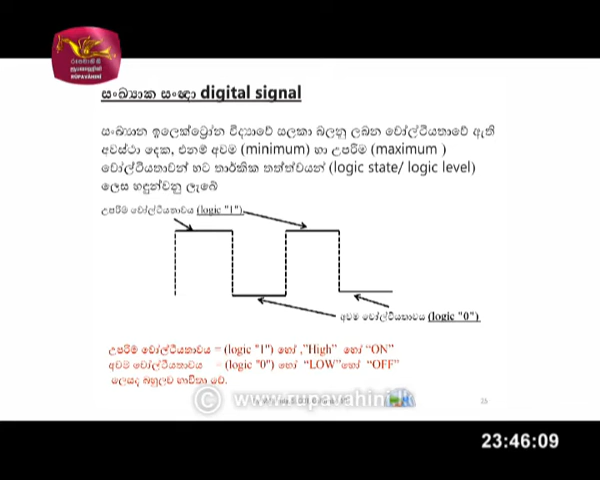 සංඛ්‍යාක සංඥා digital signal
සංඛ්‍යාන ඉලෙක්ට්‍රෝන විද්‍යාවේ සලකා බලනු ලබන වෝල්ටීයතාවේ ඇති
අවස්ථා දෙක, එනම් අවම (minimum) හා උපරිම (maximum )
වෝල්ටීයතාවන් හට තාර්කික තත්ත්වයන් (logic state/ logic level)
ලෙස හඳුන්වනු ලැබේ
උපරිම වෝල්ටීයතාවය (logic "1")
අවම වෝල්ටීයතාවය (logic "0")
උපරිම වෝල්ටීයතාවය = (logic "1") හෝ ,"High" හෝ "ON"
අවම වෝල්ටීයතාවය = (logic "0") හෝ "LOW"හෝ "OFF"
ලෙසද බහුලව භාවිතා වේ.
© www.rupavahini.lk
25
23:46:09